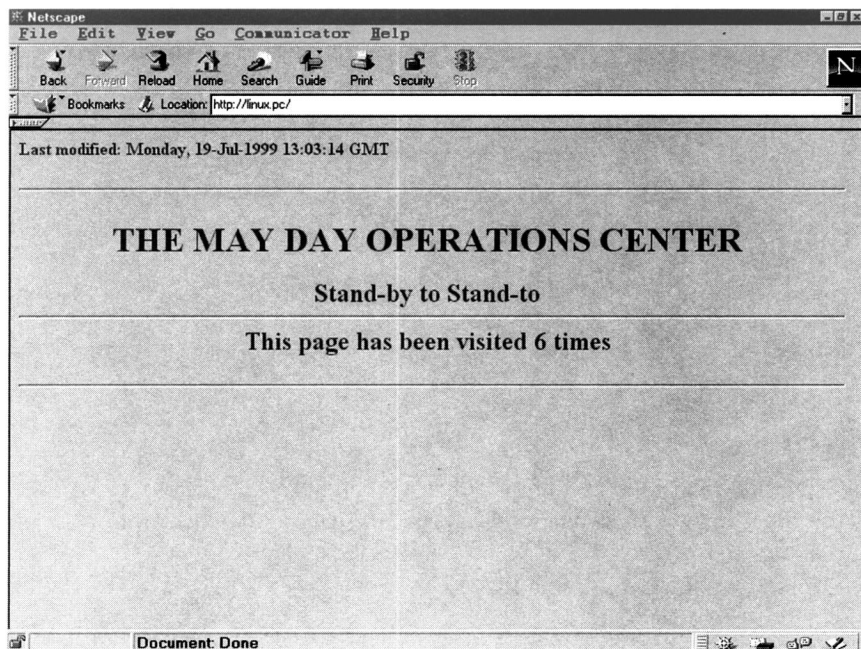 Netscape
File Edit View Go Communicator Help
Back Forward Reload Home Search Guide Print Security Stop
N
Bookmarks Location: http://linux.pc/
Last modified: Monday, 19-Jul-1999 13:03:14 GMT
THE MAY DAY OPERATIONS CENTER
Stand-by to Stand-to
This page has been visited 6 times
Document: Done